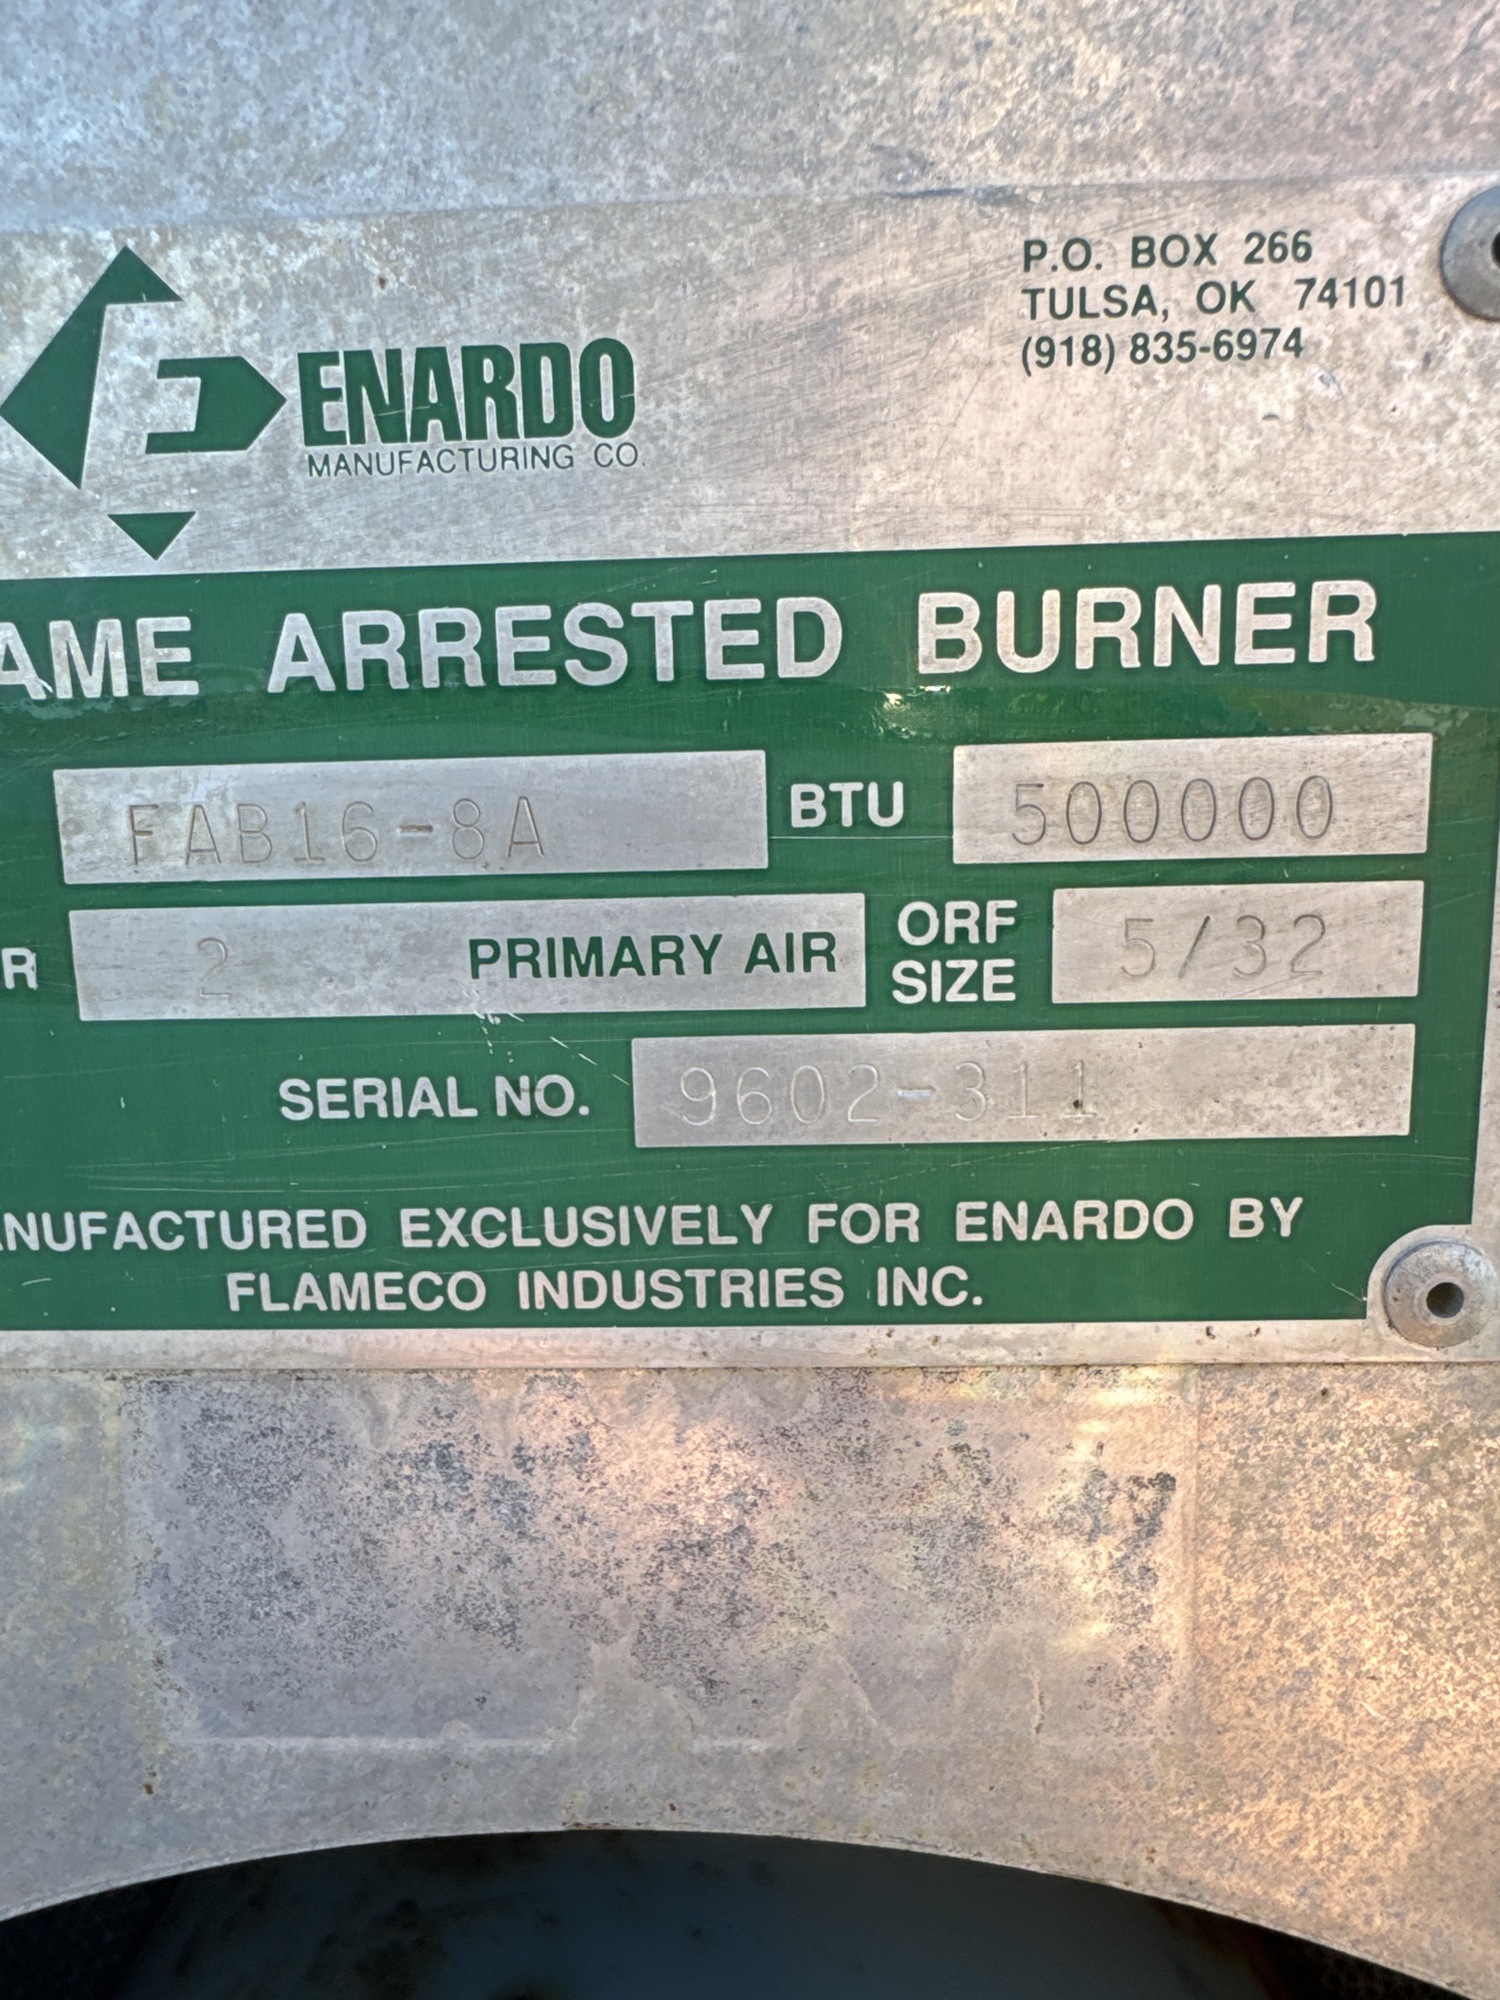 P.O. BOX 266
TULSA, OK 74101
(918) 835-6974
ENARDO
MANUFACTURING CO.
AME ARRESTED BURNER
FAB16-8A BTU 500000
R 2 PRIMARY AIR ORF SIZE 5/32
SERIAL NO. 9602-311
NUFACTURED EXCLUSIVELY FOR ENARDO BY
FLAMECO INDUSTRIES INC.